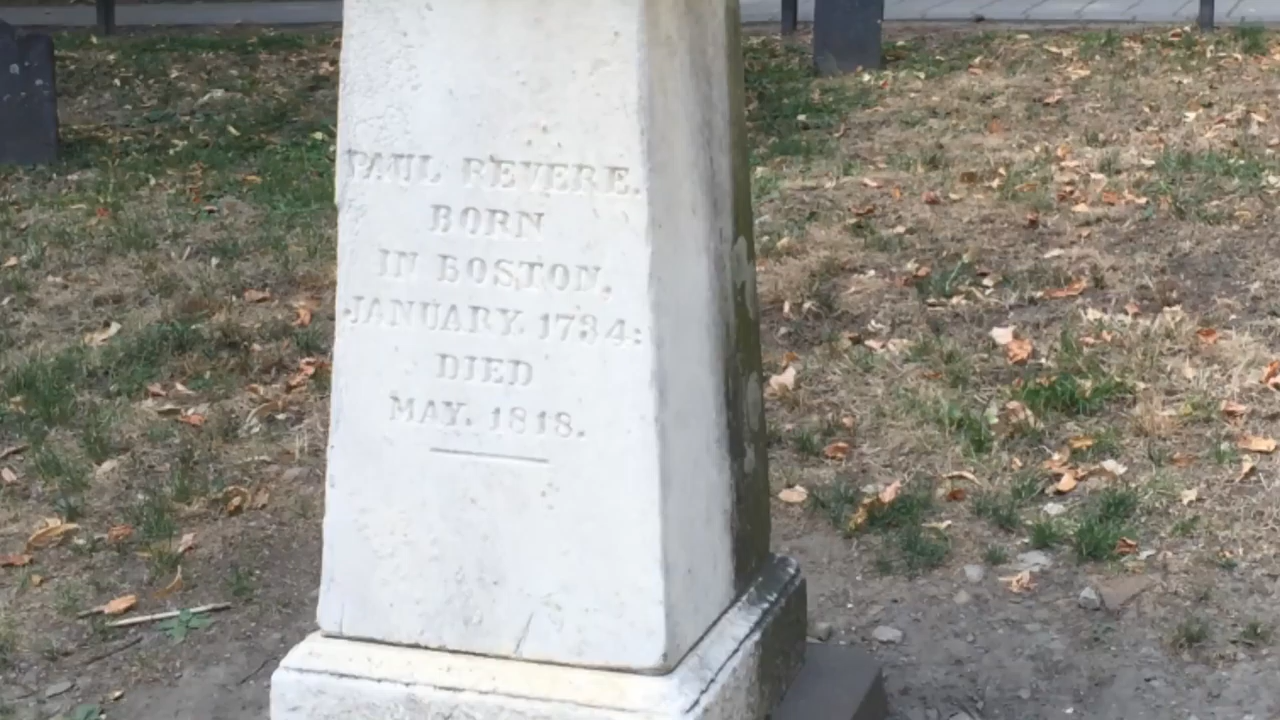 PAUL REVERE.
BORN
IN BOSTON,
JANUARY, 1734:
DIED
MAY. 1818.